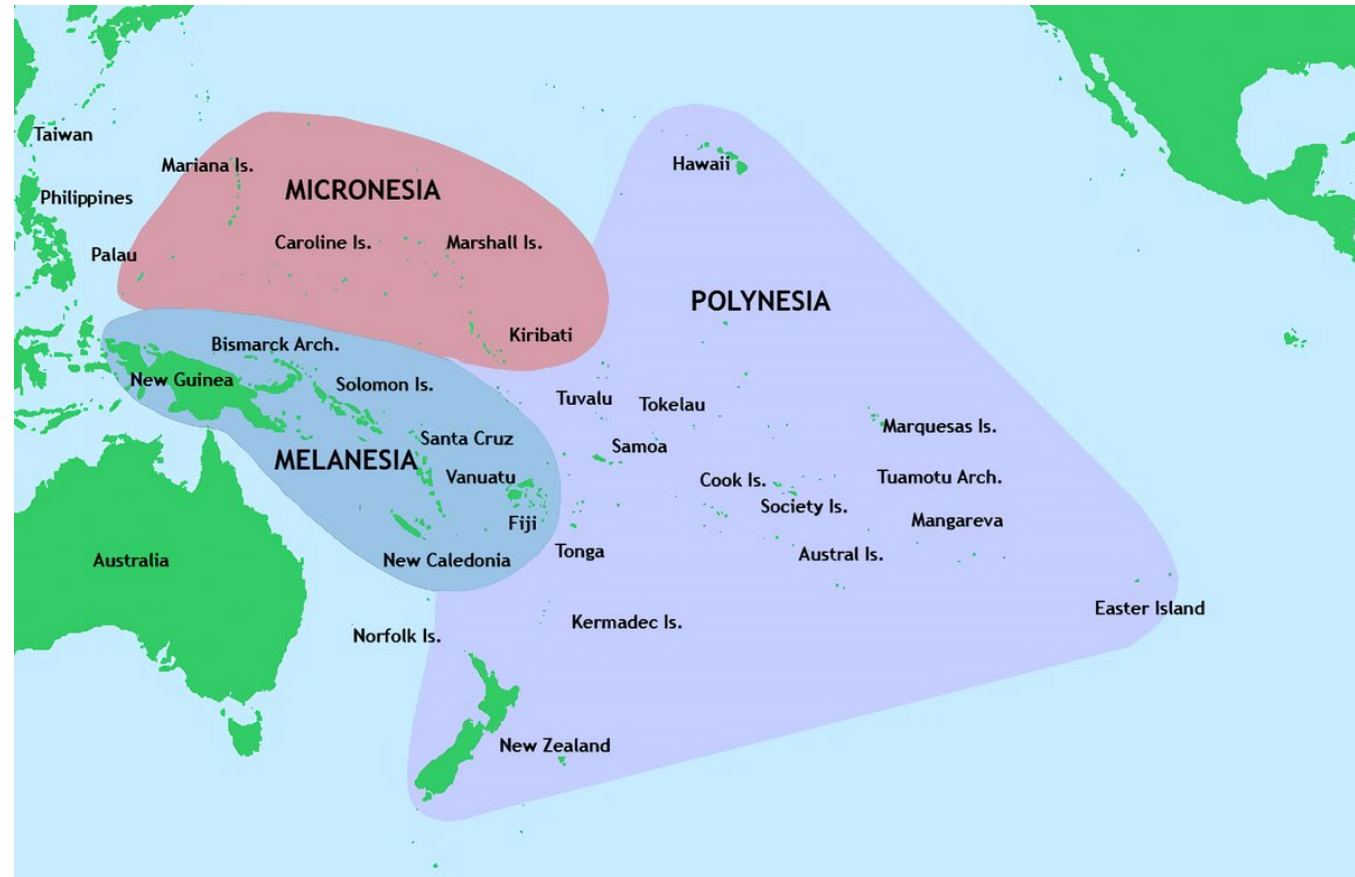 Taiwan
Hawaii
Mariana Is.
MICRONESIA
Philippines
Caroline Is.
Marshall Is.
Palau
POLYNESIA
Kiribati
Bismarck Arch.
New Guinea
Solomon Is.
Tuvalu
Tokelau
Marquesas Is.
Santa Cruz
Samoa
MELANESIA
Vanuatu
Cook Is.
Tuamotu Arch.
Society Is.
Fiji
Mangareva
Tonga
Austral Is.
Australia
New Caledonia
Easter Island
Kermadec Is.
Norfolk Is.
New Zealand